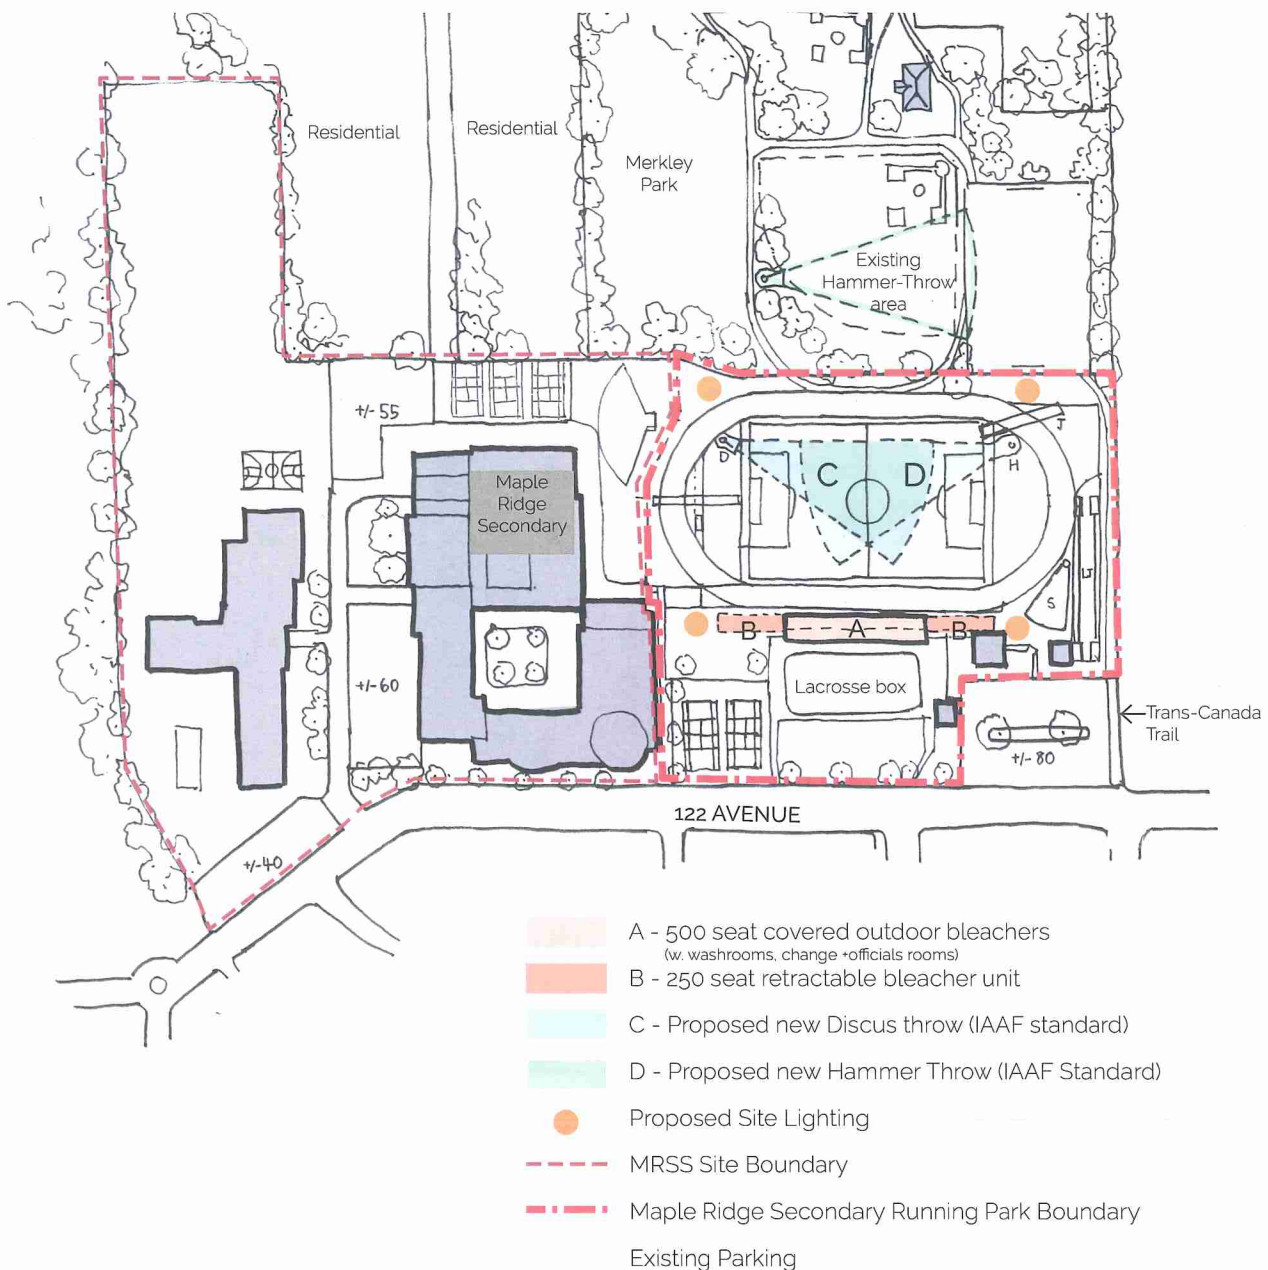 Residential
Residential
Merkley
Park
Existing
Hammer-Throw
area
+/- 55
J
D
H
C
D
Maple
Ridge
Secondary
LJ
S
B
A
B
+/-60
Lacrosse box
Trans-Canada
Trail
+/- 80
122 AVENUE
+/-40
A - 500 seat covered outdoor bleachers
(w. washrooms, change +officials rooms)
B - 250 seat retractable bleacher unit
C - Proposed new Discus throw (IAAF standard)
D - Proposed new Hammer Throw (IAAF Standard)
Proposed Site Lighting
MRSS Site Boundary
Maple Ridge Secondary Running Park Boundary
Existing Parking